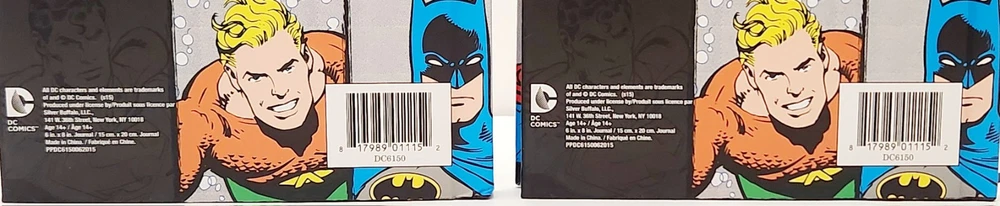 All DC characters and elements are trademarks
of and © DC Comics. (s15)
Produced under license by/Produit sous licence par
Silver Buffalo, LLC.,
141 W. 36th Street, New York, NY 10018
Age 14+ / Âge 14+
6 in. x 8 in. Journal / 15 cm. x 20 cm. Journal
Made in China. / Fabriqué en Chine.
PPDC6150062015
DC
DC
COMICS™
8 17989 01115 2
DC6150
All DC characters and elements are trademarks
of and © DC Comics. (s15)
Produced under license by/Produit sous licence par
Silver Buffalo, LLC.,
141 W. 36th Street, New York, NY 10018
Age 14+ / Âge 14+
6 in. x 8 in. Journal / 15 cm. x 20 cm. Journal
Made in China. / Fabriqué en Chine.
PPDC6150062015
DC
DC
COMICS™
8 17989 01115 2
DC6150